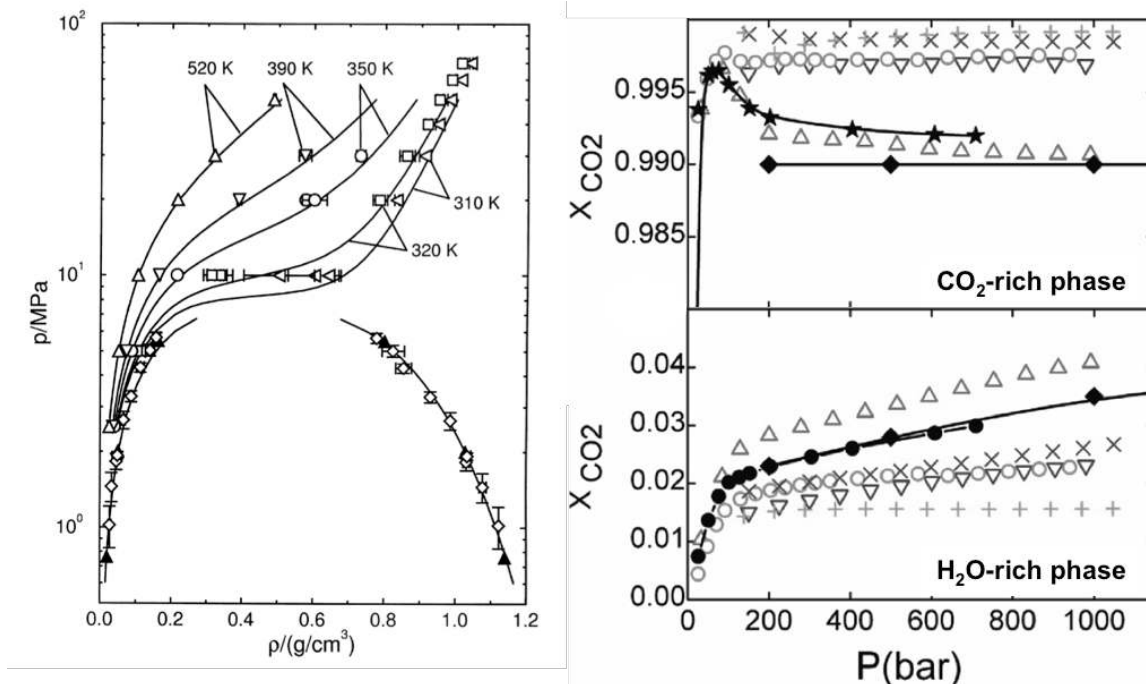 10²
10¹
10⁰
p/MPa
520 K
390 K
350 K
310 K
320 K
0.0 0.2 0.4 0.6 0.8 1.0 1.2
ρ/(g/cm³)
0.995
0.990
0.985
X CO2
CO₂-rich phase
0.04
0.03
0.02
0.01
0.00
X CO2
H₂O-rich phase
0 200 400 600 800 1000
P(bar)